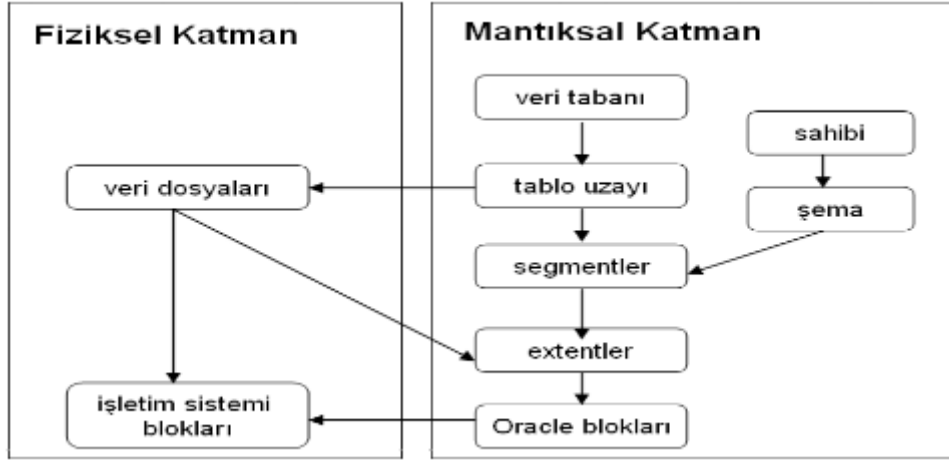 Fiziksel Katman
veri dosyaları
işletim sistemi
blokları
Mantıksal Katman
veri tabanı
sahibi
tablo uzayı
şema
segmentler
extentler
Oracle blokları